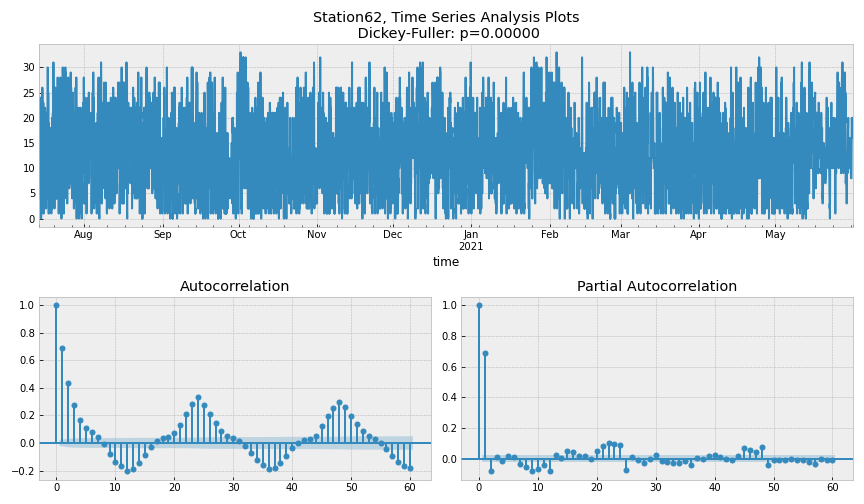 Station62, Time Series Analysis Plots
Dickey-Fuller: p=0.00000
30
25
20
15
10
5
0
Aug Sep Oct Nov Dec Jan Feb Mar Apr May
2021
time
Autocorrelation
1.0
0.8
0.6
0.4
0.2
0.0
−0.2
0 10 20 30 40 50 60
Partial Autocorrelation
1.0
0.8
0.6
0.4
0.2
0.0
0 10 20 30 40 50 60